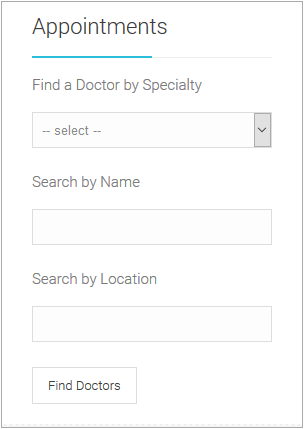 Appointments
Find a Doctor by Specialty
-- select --
Search by Name
Search by Location
Find Doctors